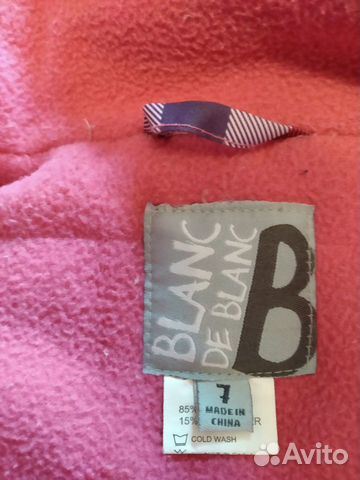 BLANC
DE BLANC
B
7
MADE IN
CHINA
85%
15% R
COLD WASH
Avito